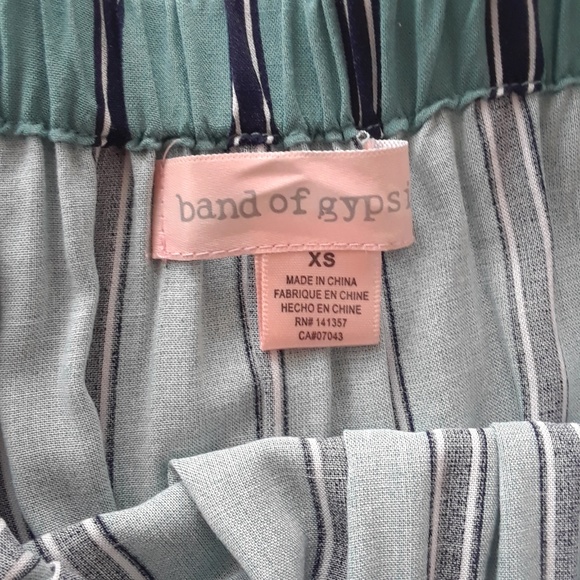 band of gypsi
XS
MADE IN CHINA
FABRIQUE EN CHINE
HECHO EN CHINE
RN# 141357
CA#07043